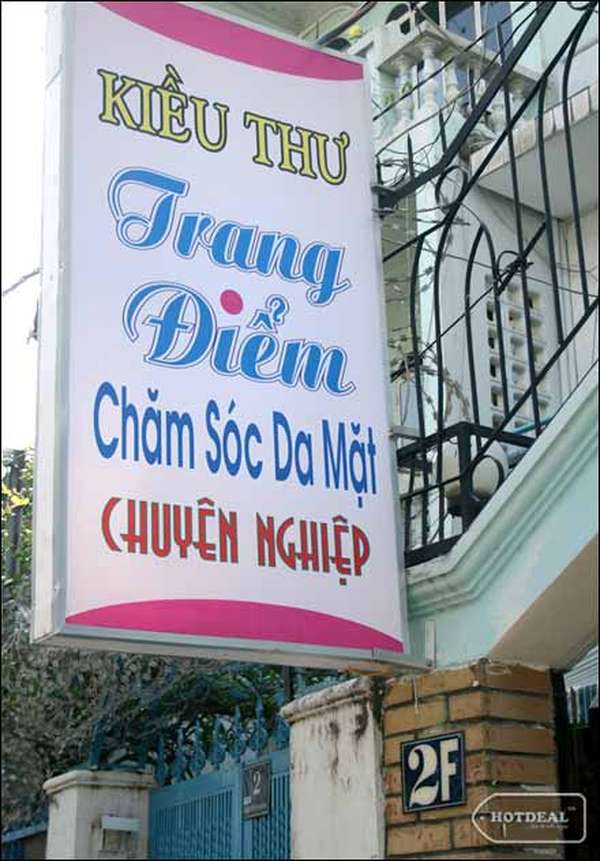 KIỀU THƯ
Trang
Điểm
Chăm Sóc Da Mặt
CHUYÊN NGHIỆP
2
2F
HOTDEAL